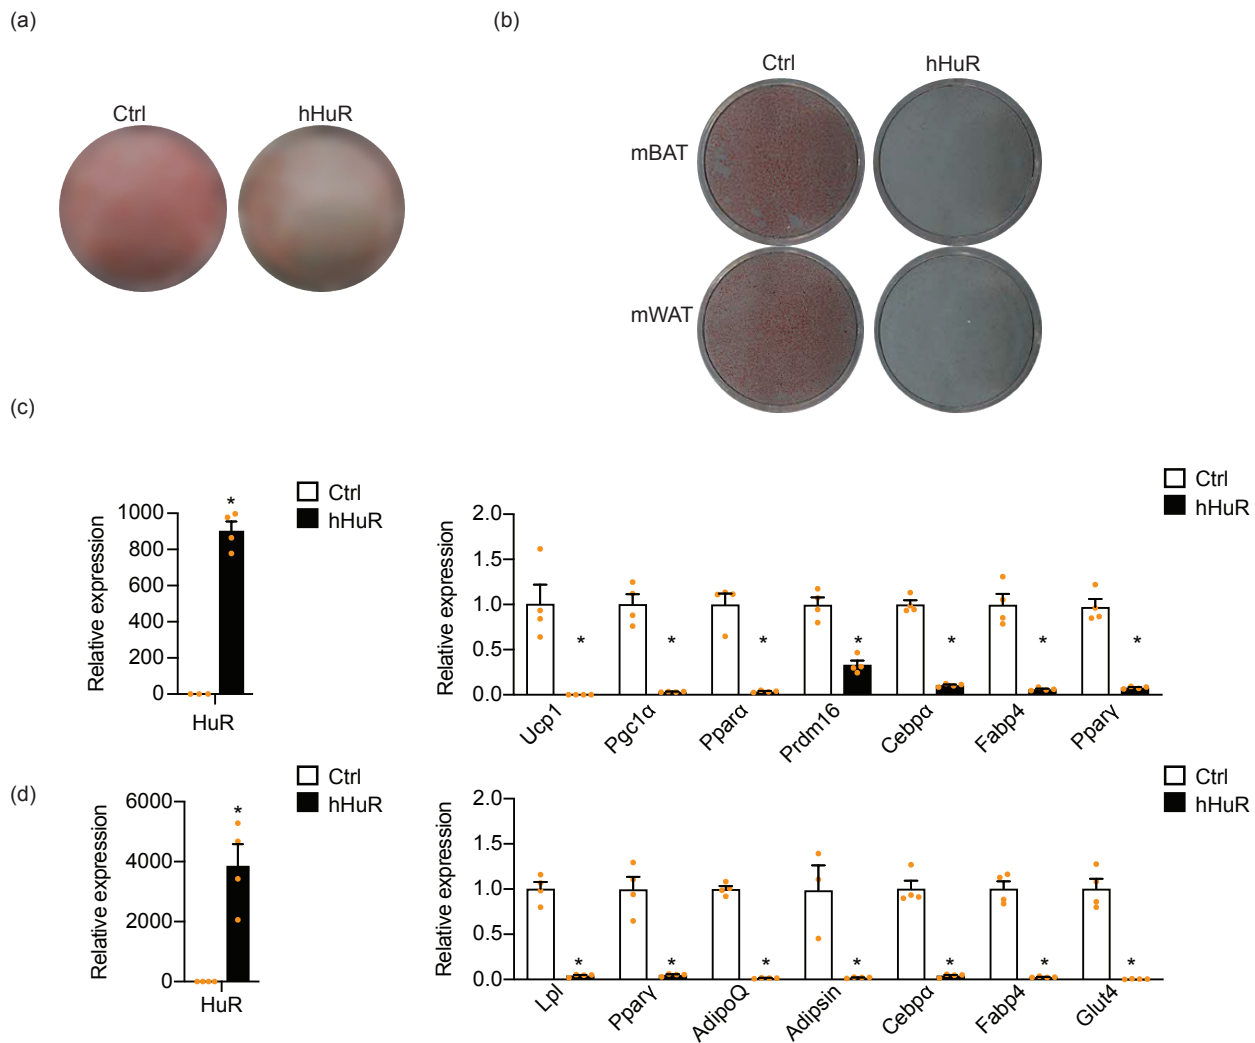 (a)
(b)
Ctrl
hHuR
Ctrl
hHuR
mBAT
mWAT
(c)
Relative expression
1000
800
600
400
200
0
*
HuR
Ctrl
hHuR
Relative expression
2.0
1.5
1.0
0.5
0.0
* * * * * * *
Ucp1 Pgc1α Pparα Prdm16 Cebpα Fabp4 Pparγ
Ctrl
hHuR
(d)
Relative expression
6000
4000
2000
0
*
HuR
Ctrl
hHuR
Relative expression
2.0
1.5
1.0
0.5
0.0
* * * * * * *
Lpl Pparγ AdipoQ Adipsin Cebpα Fabp4 Glut4
Ctrl
hHuR